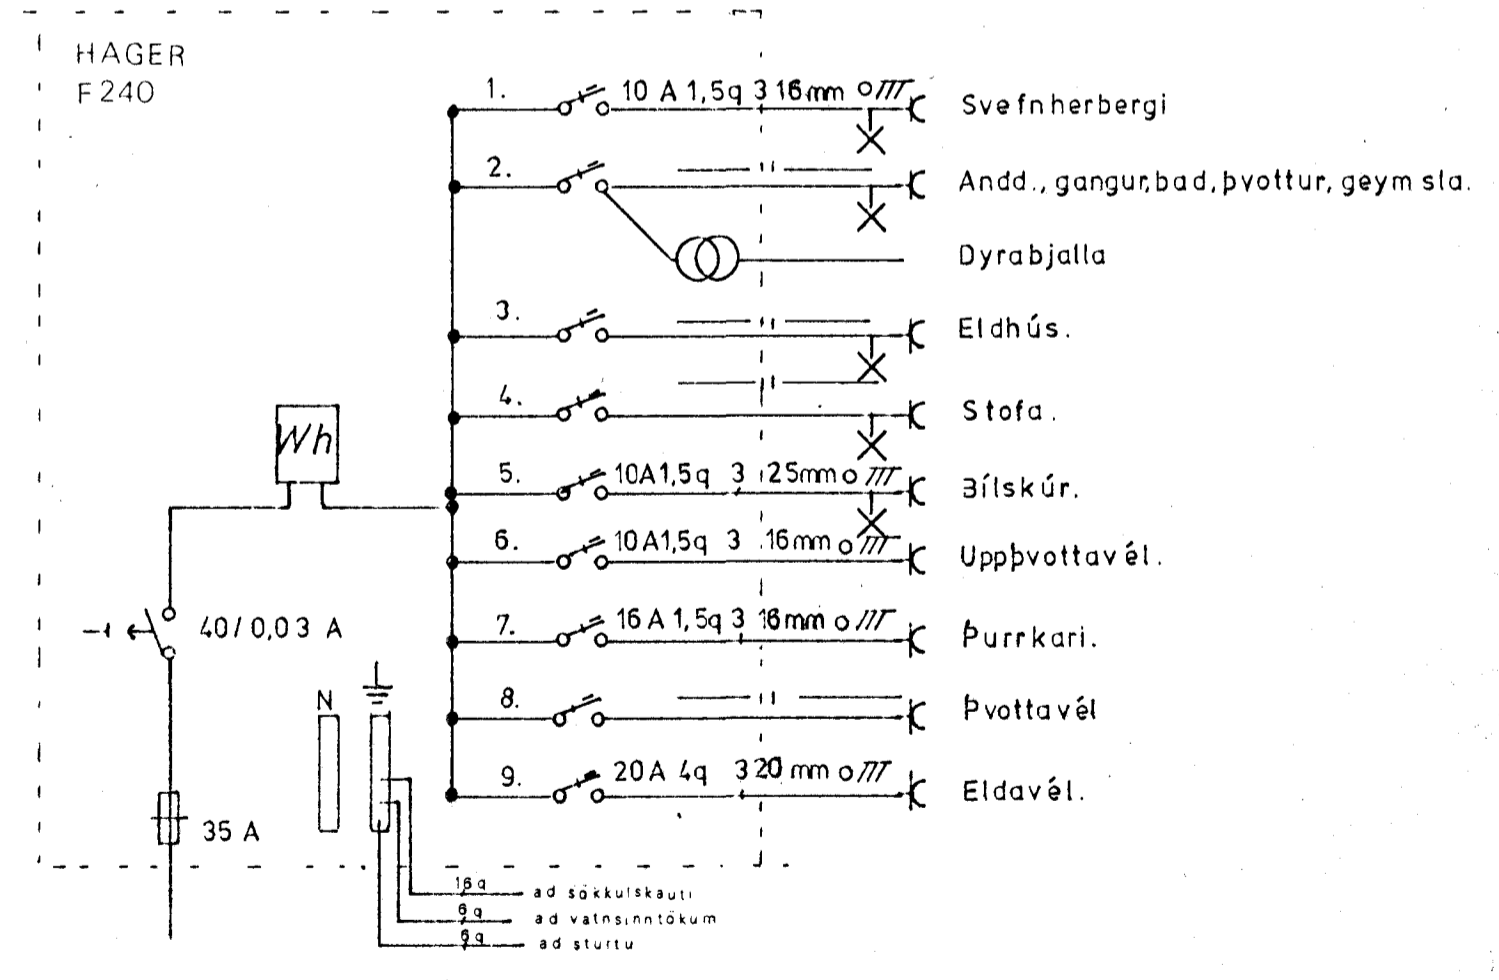 HAGER
F 240
1. 10 A 1,5q 3 16mm Svefnherbergi
2. " Andd., gangur, bad, þvottur, geymsla.
Dyrabjalla
3. " Eldhús.
4. " Stofa.
Wh
5. 10A 1,5q 3 25mm Bílskúr.
6. 10A 1,5q 3 16mm Uppþvottavél.
40/0,03 A
7. 16 A 1,5q 3 16mm Þurrkari.
N
8. " Þvottavél
9. 20A 4q 3 20 mm Eldavél.
35 A
16q ad sökkulskauti
6q ad vatnsinntökum
6q ad sturtu